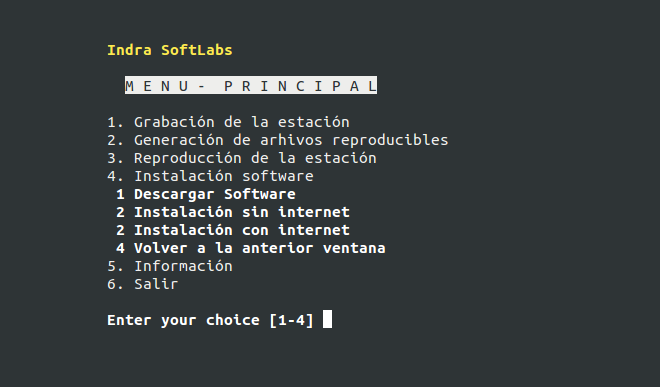 Indra SoftLabs
M E N U - P R I N C I P A L
1. Grabación de la estación
2. Generación de arhivos reproducibles
3. Reproducción de la estación
4. Instalación software
1 Descargar Software
2 Instalación sin internet
2 Instalación con internet
4 Volver a la anterior ventana
5. Información
6. Salir
Enter your choice [1-4]